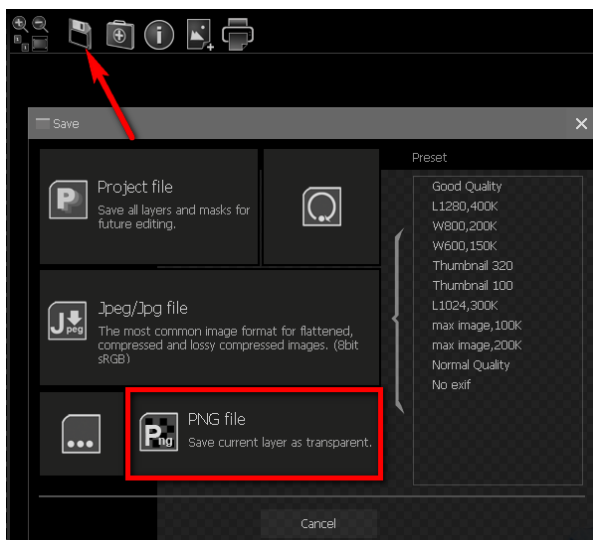 Save
Preset
Project file
Save all layers and masks for
future editing.
P
Good Quality
L1280,400K
W800,200K
W600,150K
Thumbnail 320
Thumbnail 100
L1024,300K
max image,100K
max image,200K
Normal Quality
No exif
Jpeg/Jpg file
J
Jpeg
The most common image format for flattened,
compressed and lossy compressed images. (8bit
sRGB)
PNG file
Png
Save current layer as transparent.
Cancel